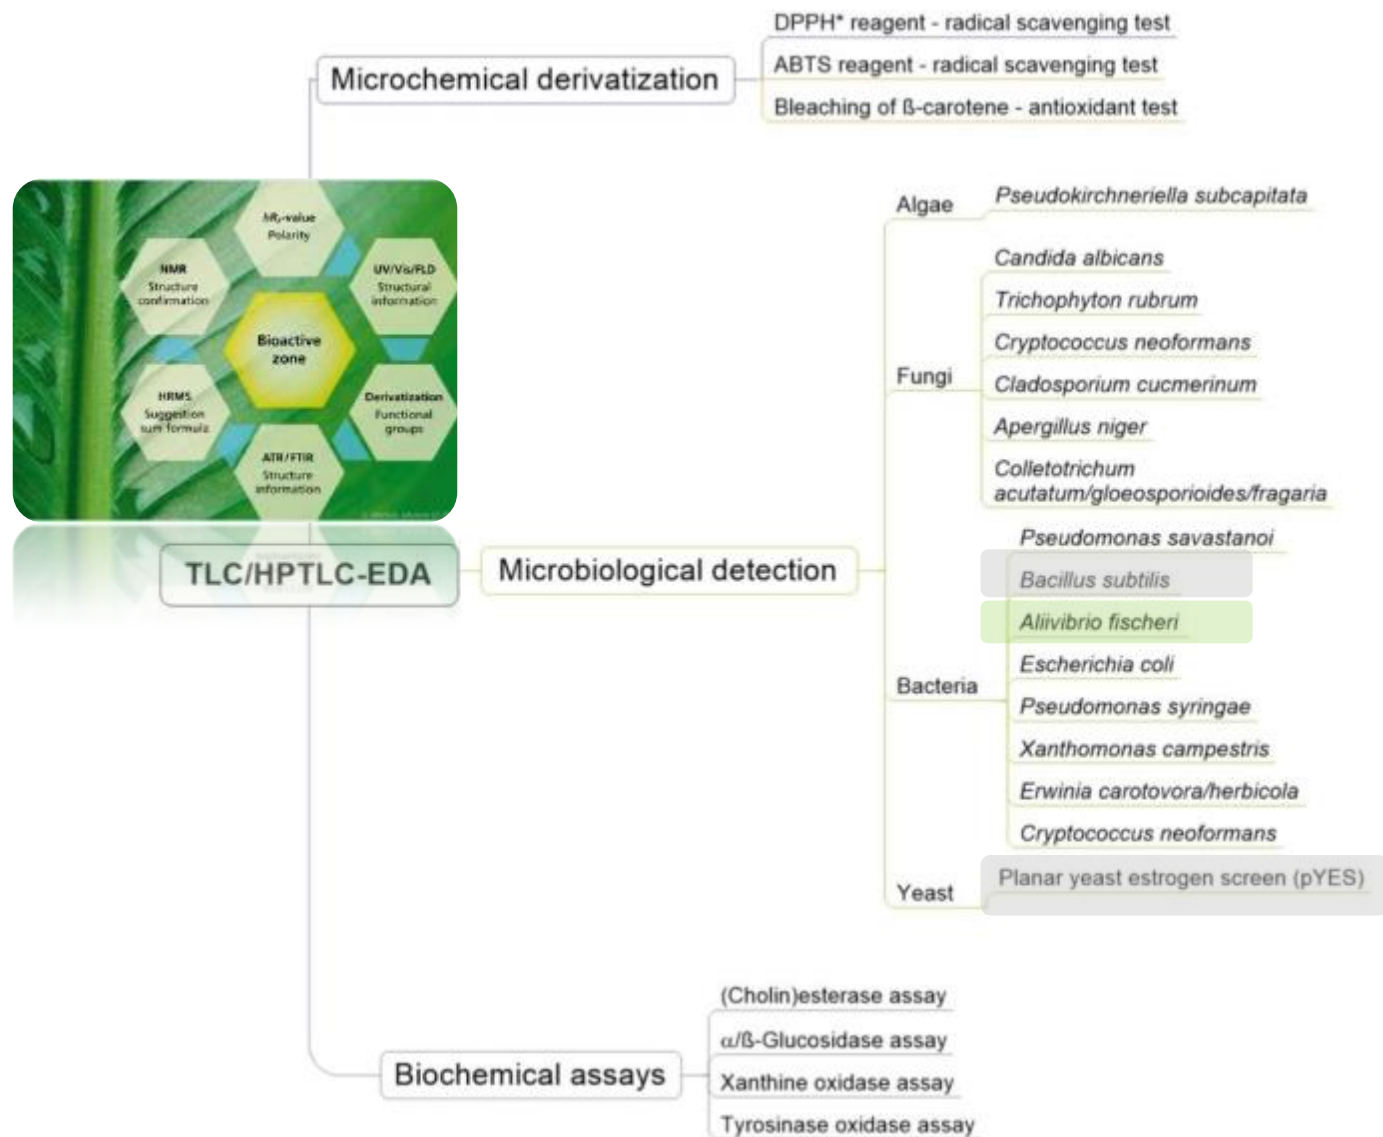 DPPH* reagent - radical scavenging test
Microchemical derivatization
ABTS reagent - radical scavenging test
Bleaching of ß-carotene - antioxidant test
hRF-value
Polarity
NMR
Structure
confirmation
UV/Vis/FLD
Structural
information
Bioactive
zone
HRMS
Suggestion
sum formula
Derivatization
Functional
groups
ATR/FTIR
Structure
information
TLC/HPTLC-EDA
Microbiological detection
Algae
Pseudokirchneriella subcapitata
Fungi
Candida albicans
Trichophyton rubrum
Cryptococcus neoformans
Cladosporium cucmerinum
Apergillus niger
Colletotrichum
acutatum/gloeosporioides/fragaria
Bacteria
Pseudomonas savastanoi
Bacillus subtilis
Aliivibrio fischeri
Escherichia coli
Pseudomonas syringae
Xanthomonas campestris
Erwinia carotovora/herbicola
Cryptococcus neoformans
Yeast
Planar yeast estrogen screen (pYES)
Biochemical assays
(Cholin)esterase assay
α/ß-Glucosidase assay
Xanthine oxidase assay
Tyrosinase oxidase assay